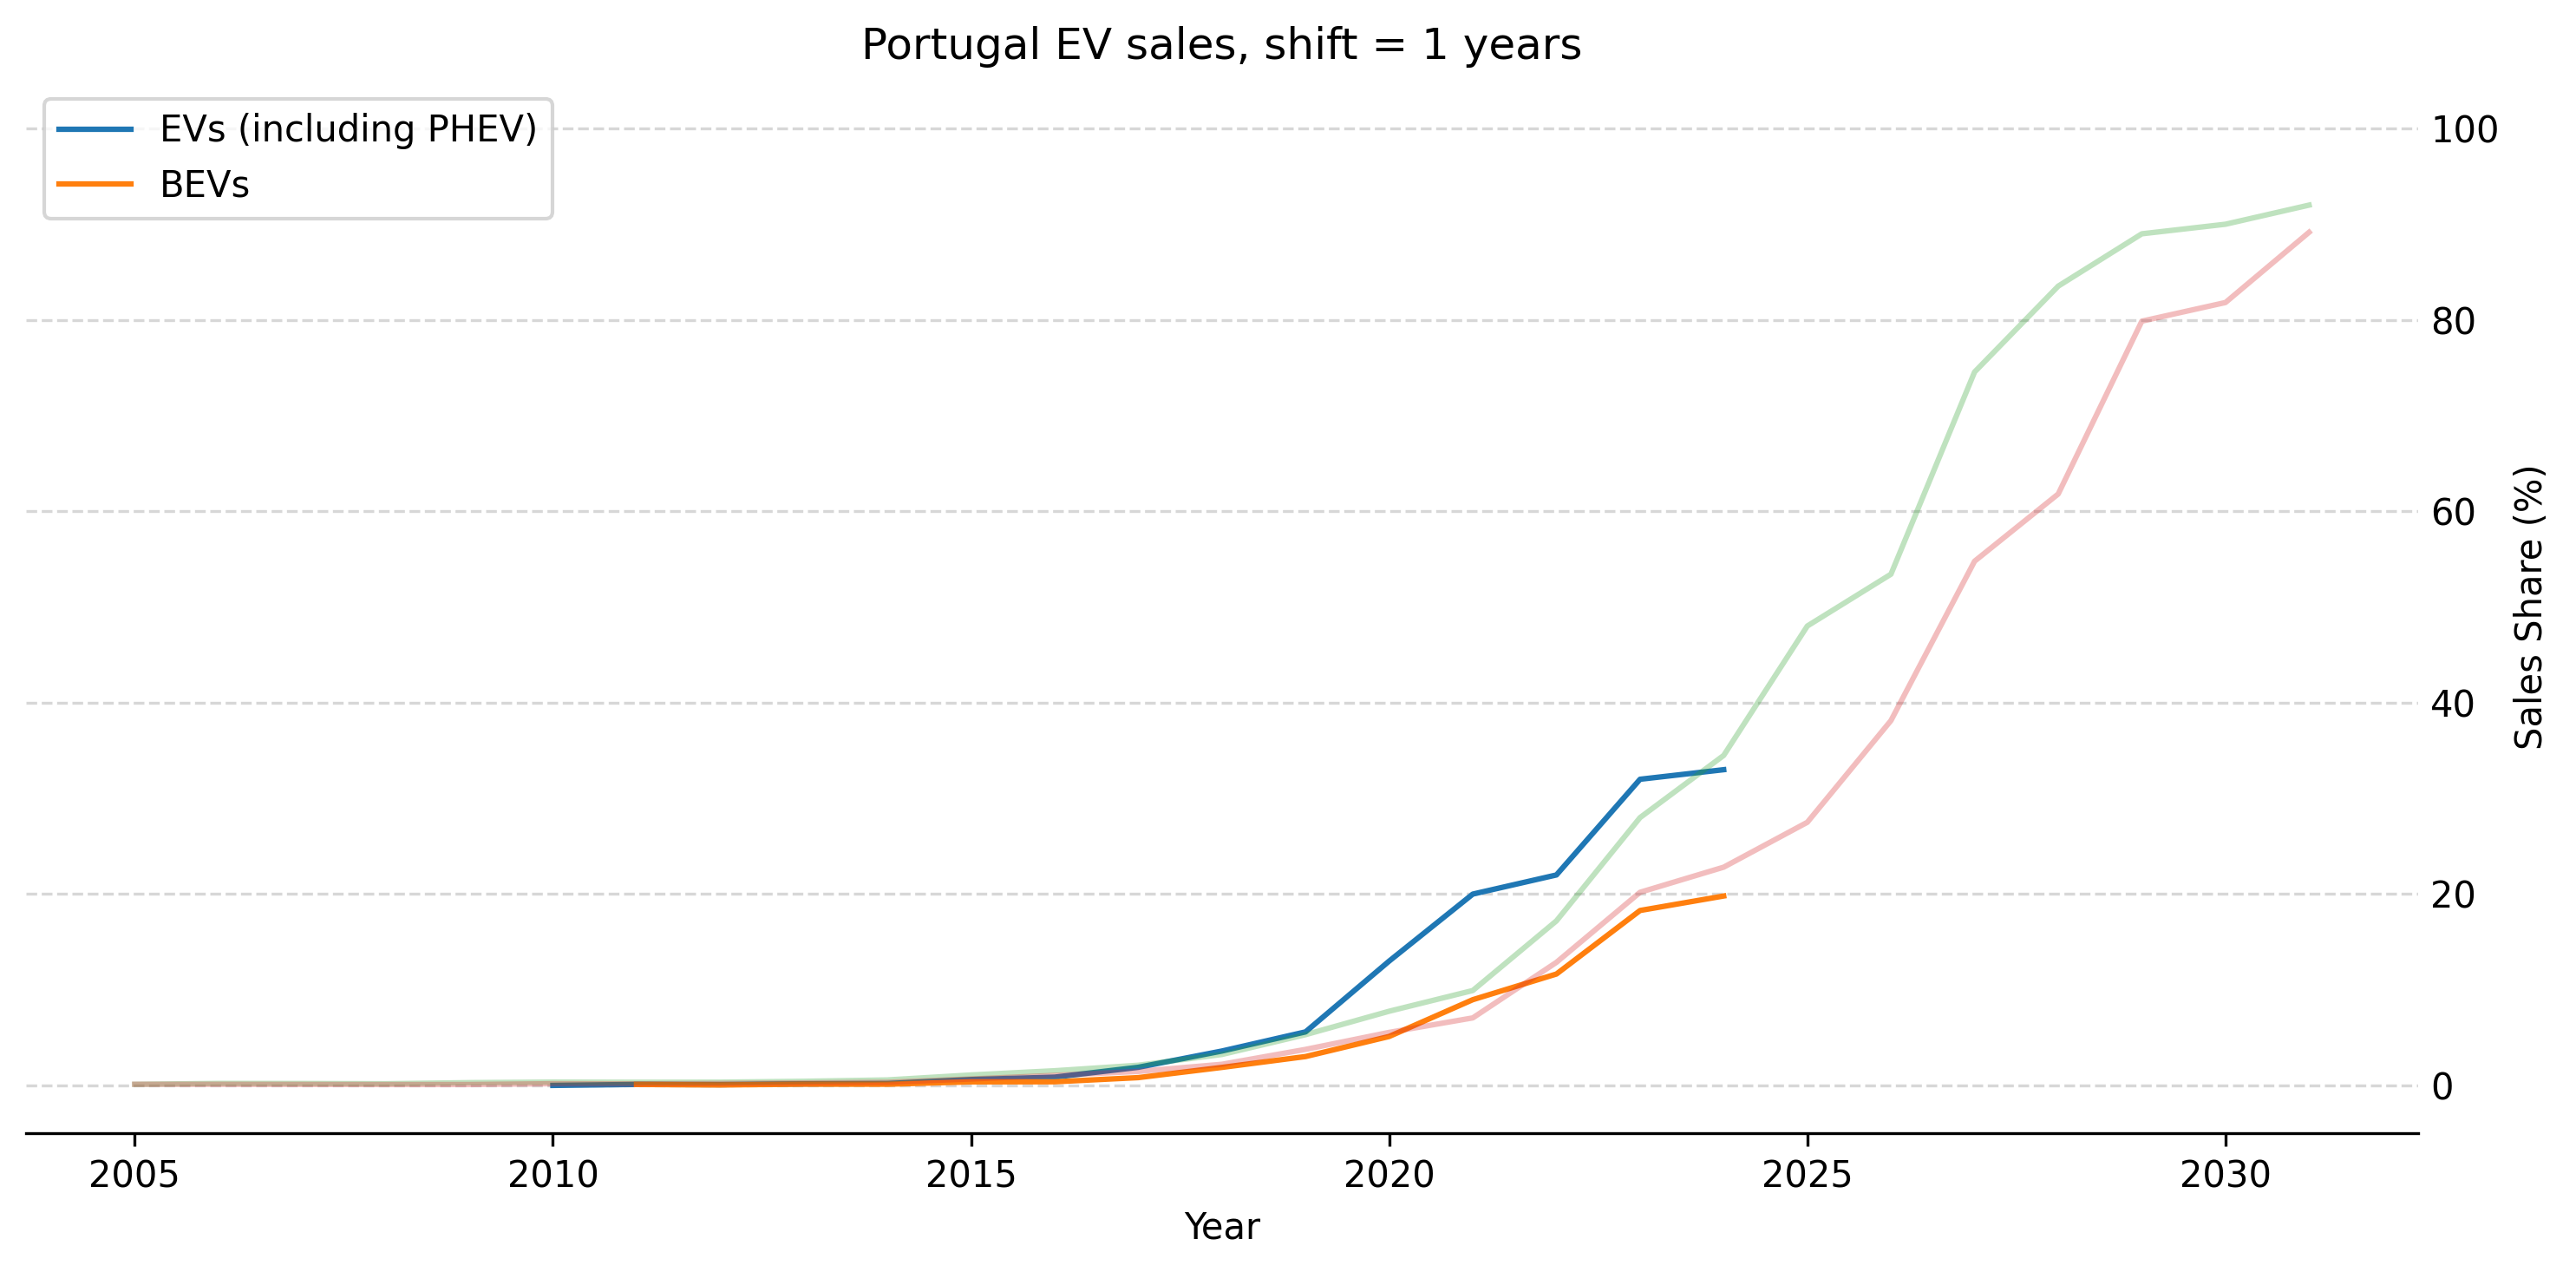 Portugal EV sales, shift = 1 years
EVs (including PHEV)
BEVs
100
80
60
40
20
0
Sales Share (%)
2005 2010 2015 2020 2025 2030
Year